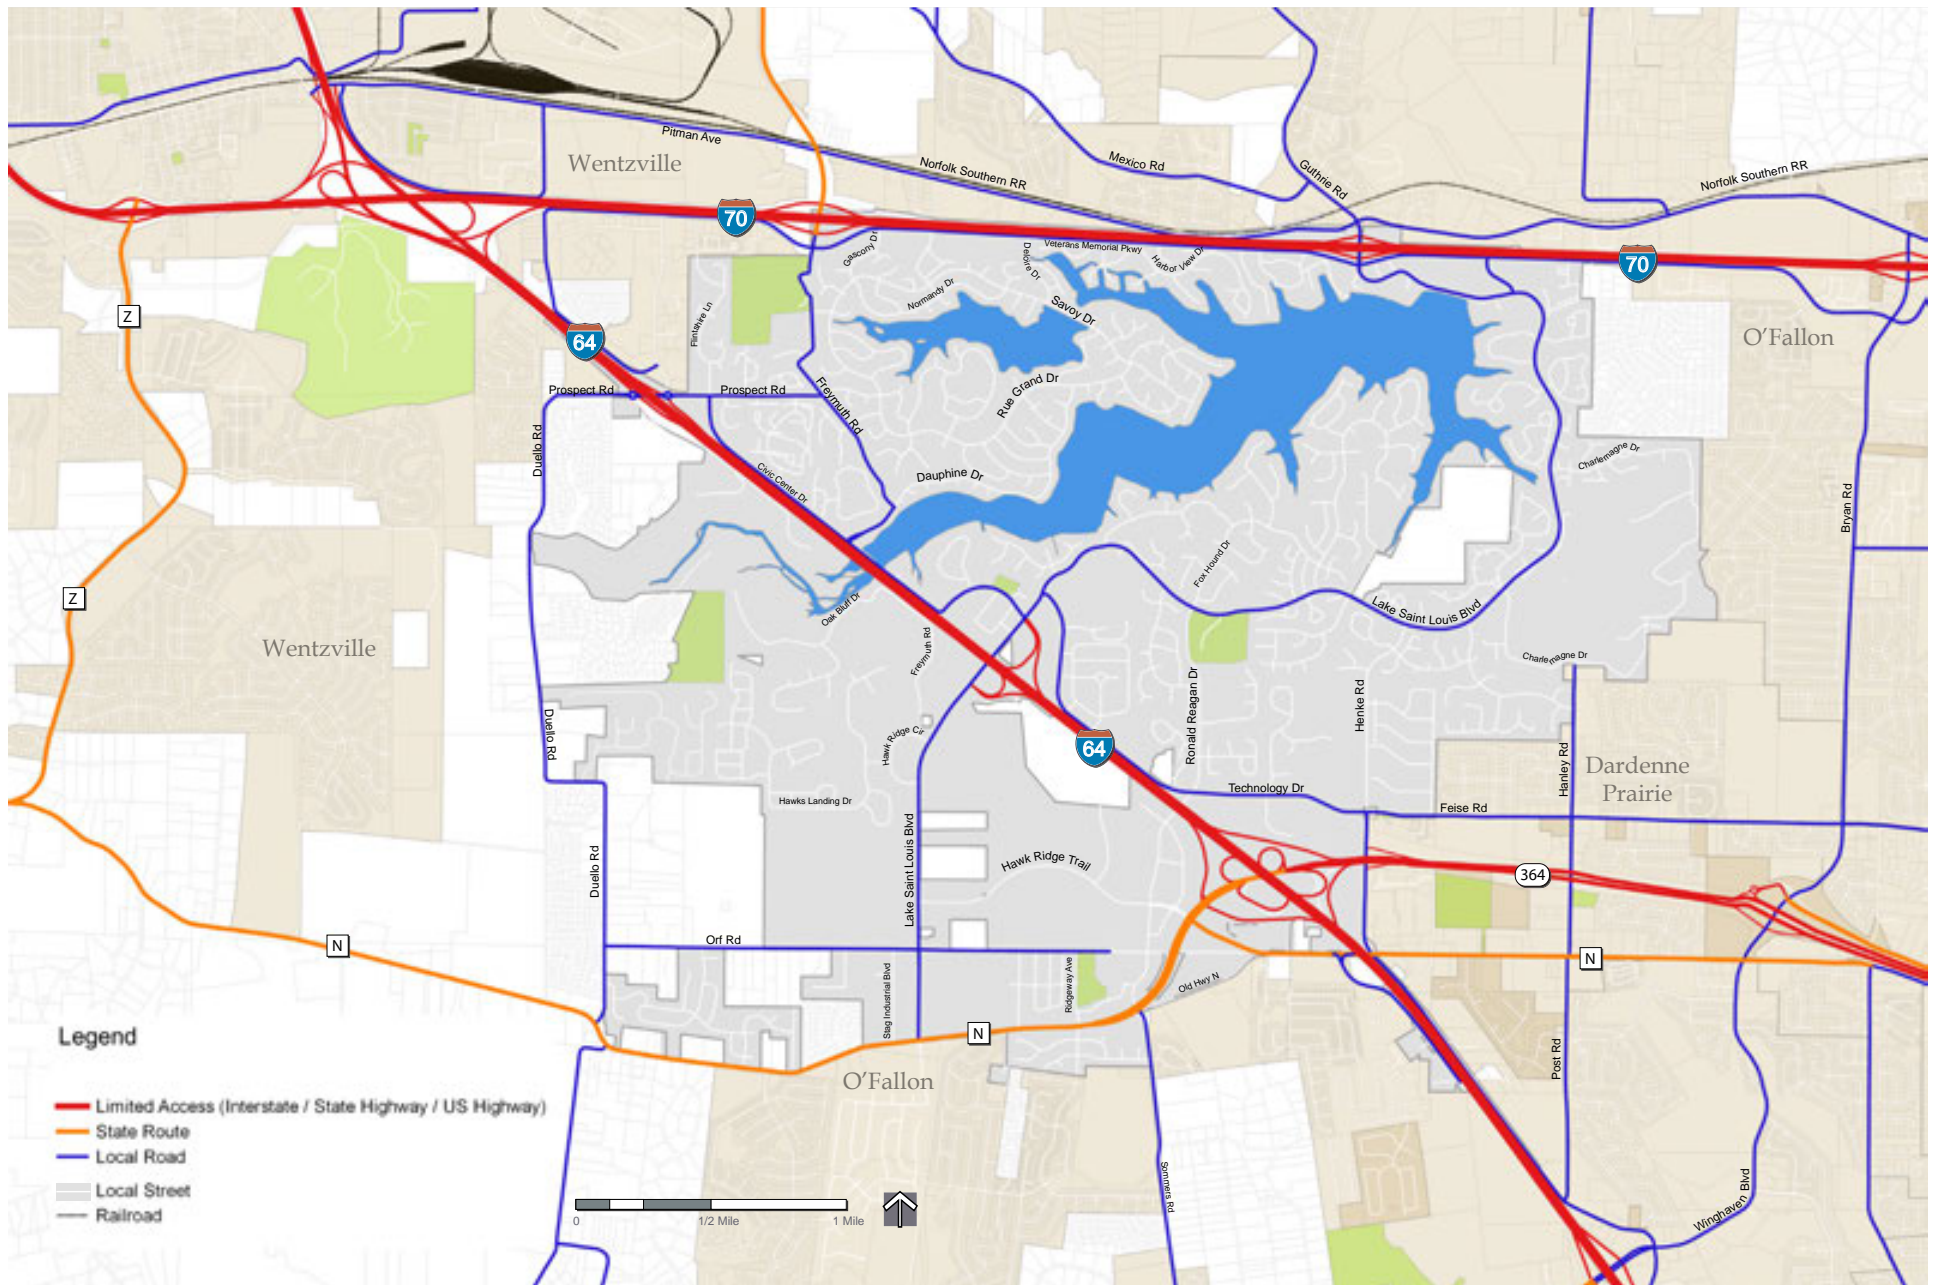 Pitman Ave
Wentzville
Norfolk Southern RR
Mexico Rd
Guthrie Rd
Norfolk Southern RR
70
70
Gascony Dr
Deloire Dr
Veterans Memorial Pkwy
Harbor View Dr
Normandy Dr
Savoy Dr
Z
Flintshire Ln
64
O'Fallon
Prospect Rd
Prospect Rd
Freymuth Rd
Rue Grand Dr
Duello Rd
Civic Center Dr
Dauphine Dr
Charlemagne Dr
Bryan Rd
Fox Hound Dr
Z
Oak Bluff Dr
Lake Saint Louis Blvd
Wentzville
Freymuth Rd
Charlemagne Dr
Ronald Reagan Dr
Henke Rd
Duello Rd
Hawk Ridge Cir
64
Hanley Rd
Dardenne
Prairie
Hawks Landing Dr
Technology Dr
Feise Rd
Duello Rd
Lake Saint Louis Blvd
Hawk Ridge Trail
364
N
Orf Rd
N
Stag Industrial Blvd
Ridgeway Ave
Old Hwy N
N
Post Rd
O'Fallon
Legend
Limited Access (Interstate / State Highway / US Highway)
State Route
Local Road
Local Street
Railroad
Sommers Rd
Winghaven Blvd
0
1/2 Mile
1 Mile